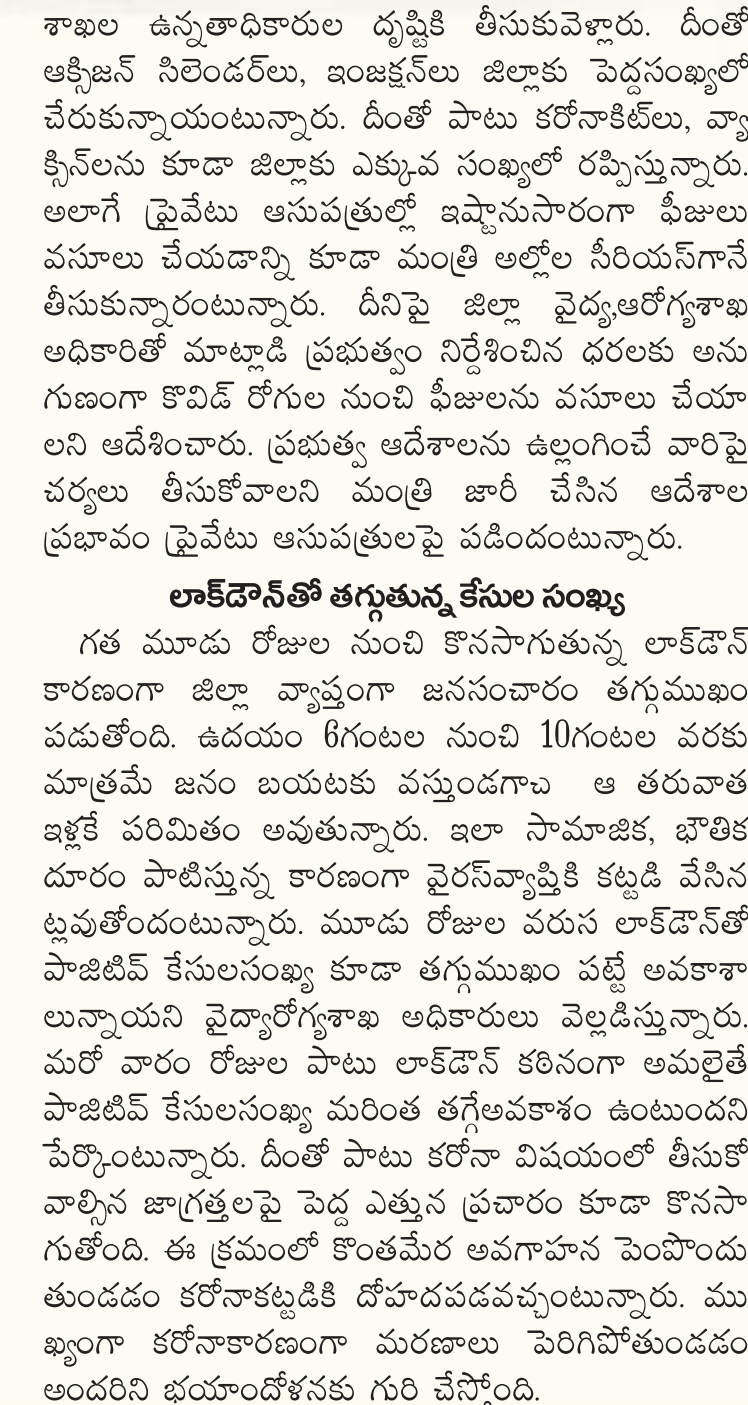 శాఖల ఉన్నతాధికారుల దృష్టికి తీసుకువెళ్లారు. దీంతో
ఆక్సిజన్ సిలెండర్‌లు, ఇంజక్షన్‌లు జిల్లాకు పెద్దసంఖ్యలో
చేరుకున్నాయంటున్నారు. దీంతో పాటు కరోనాకిట్‌లు, వ్యా
క్సిన్‌లను కూడా జిల్లాకు ఎక్కువ సంఖ్యలో రప్పిస్తున్నారు.
అలాగే ప్రైవేటు ఆసుపత్రుల్లో ఇష్టానుసారంగా ఫీజులు
వసూలు చేయడాన్ని కూడా మంత్రి అల్లోల సీరియస్‌గానే
తీసుకున్నారంటున్నారు. దీనిపై జిల్లా వైద్య,ఆరోగ్యశాఖ
అధికారితో మాట్లాడి ప్రభుత్వం నిర్దేశించిన ధరలకు అను
గుణంగా కొవిడ్ రోగుల నుంచి ఫీజులను వసూలు చేయా
లని ఆదేశించారు. ప్రభుత్వ ఆదేశాలను ఉల్లంగించే వారిపై
చర్యలు తీసుకోవాలని మంత్రి జారీ చేసిన ఆదేశాల
ప్రభావం ప్రైవేటు ఆసుపత్రులపై పడిందంటున్నారు.
లాక్‌డౌన్‌తో తగ్గుతున్న కేసుల సంఖ్య
గత మూడు రోజుల నుంచి కొనసాగుతున్న లాక్‌డౌన్
కారణంగా జిల్లా వ్యాప్తంగా జనసంచారం తగ్గుముఖం
పడుతోంది. ఉదయం 6గంటల నుంచి 10గంటల వరకు
మాత్రమే జనం బయటకు వస్తుండగాచ ఆ తరువాత
ఇళ్లకే పరిమితం అవుతున్నారు. ఇలా సామాజిక, భౌతిక
దూరం పాటిస్తున్న కారణంగా వైరస్‌వ్యాప్తికి కట్టడి వేసిన
ట్లవుతోందంటున్నారు. మూడు రోజుల వరుస లాక్‌డౌన్‌తో
పాజిటివ్ కేసులసంఖ్య కూడా తగ్గుముఖం పట్టే అవకాశా
లున్నాయని వైద్యారోగ్యశాఖ అధికారులు వెల్లడిస్తున్నారు.
మరో వారం రోజుల పాటు లాక్‌డౌన్ కఠినంగా అమలైతే
పాజిటివ్ కేసులసంఖ్య మరింత తగ్గేఅవకాశం ఉంటుందని
పేర్కొంటున్నారు. దీంతో పాటు కరోనా విషయంలో తీసుకో
వాల్సిన జాగ్రత్తలపై పెద్ద ఎత్తున ప్రచారం కూడా కొనసా
గుతోంది. ఈ క్రమంలో కొంతమేర అవగాహన పెంపొందు
తుండడం కరోనాకట్టడికి దోహదపడవచ్చంటున్నారు. ము
ఖ్యంగా కరోనాకారణంగా మరణాలు పెరిగిపోతుండడం
అందరిని భయాందోళనకు గురి చేస్తోంది.